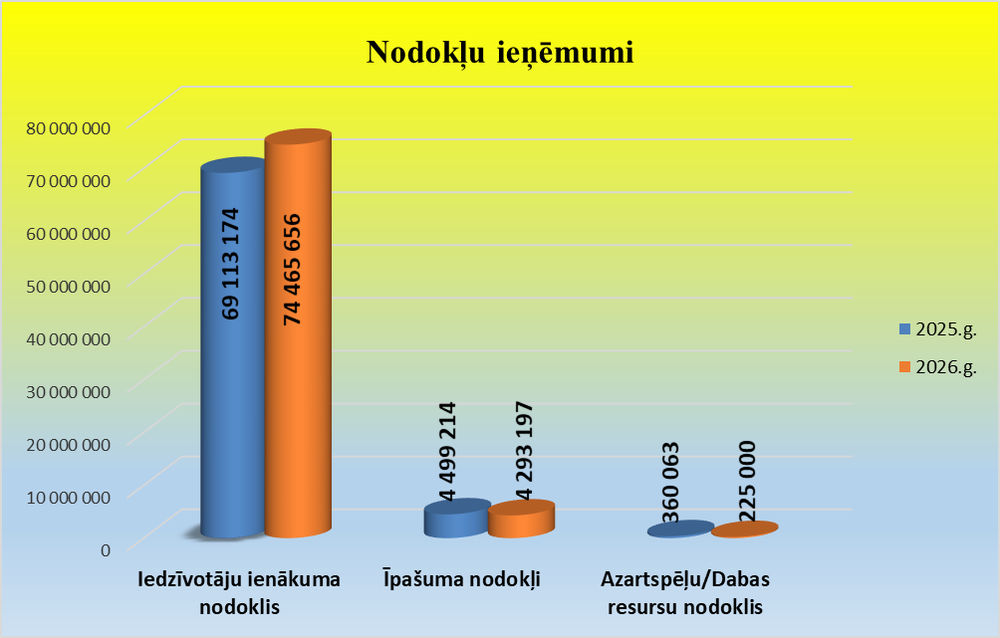 Nodokļu ieņēmumi
80 000 000
70 000 000
60 000 000
50 000 000
40 000 000
30 000 000
20 000 000
10 000 000
0
69 113 174
74 465 656
4 499 214
4 293 197
360 063
225 000
Iedzīvotāju ienākuma
nodoklis
Īpašuma nodokļi
Azartspēļu/Dabas
resursu nodoklis
2025.g.
2026.g.